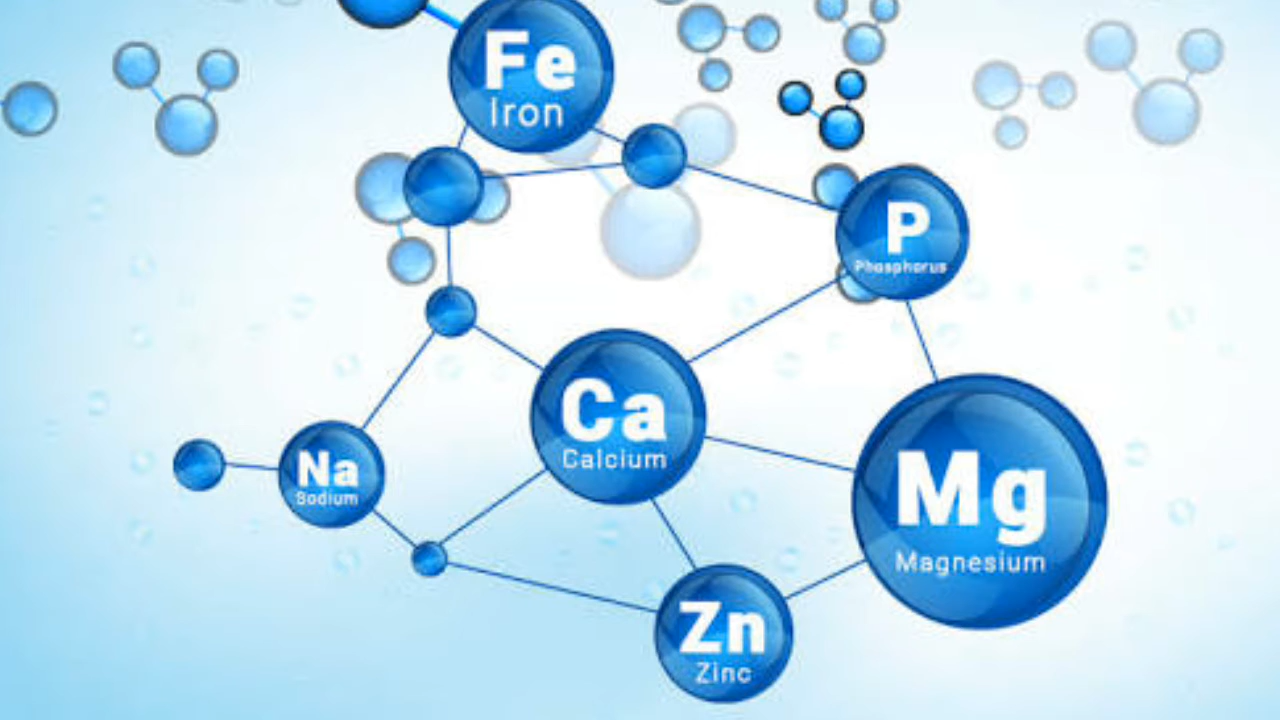 Fe
Iron
P
Phosphorus
Ca
Calcium
Na
Sodium
Mg
Magnesium
Zn
Zinc